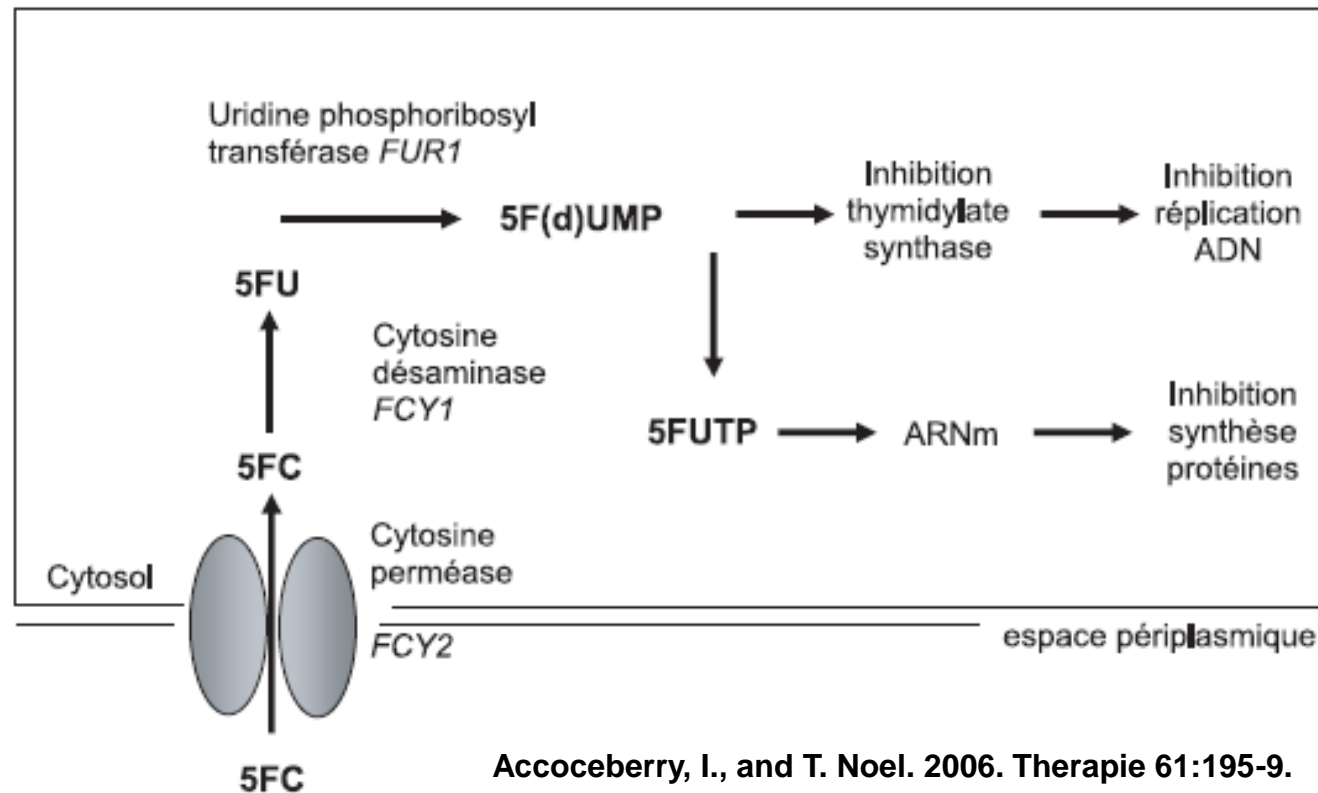 Uridine phosphoribosyl
transférase FUR1
5F(d)UMP
Inhibition
thymidylate
synthase
Inhibition
réplication
ADN
5FU
Cytosine
désaminase
FCY1
5FUTP
ARNm
Inhibition
synthèse
protéines
5FC
Cytosine
perméase
Cytosol
FCY2
espace périplasmique
5FC
Accoceberry, I., and T. Noel. 2006. Therapie 61:195-9.